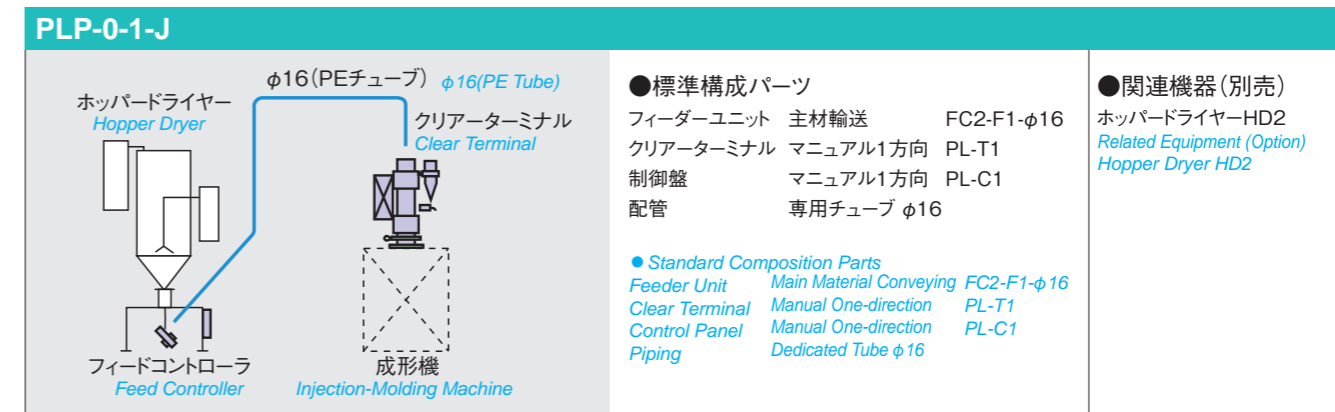 PLP-0-1-J
φ16(PEチューブ) φ16(PE Tube)
ホッパードライヤー
Hopper Dryer
クリアーターミナル
Clear Terminal
フィードコントローラ
Feed Controller
成形機
Injection-Molding Machine
●標準構成パーツ
フィーダーユニット 主材輸送 FC2-F1-φ16
クリアーターミナル マニュアル1方向 PL-T1
制御盤 マニュアル1方向 PL-C1
配管 専用チューブ φ16
● Standard Composition Parts
Feeder Unit Main Material Conveying FC2-F1-φ16
Clear Terminal Manual One-direction PL-T1
Control Panel Manual One-direction PL-C1
Piping Dedicated Tube φ16
●関連機器(別売)
ホッパードライヤーHD2
Related Equipment (Option)
Hopper Dryer HD2